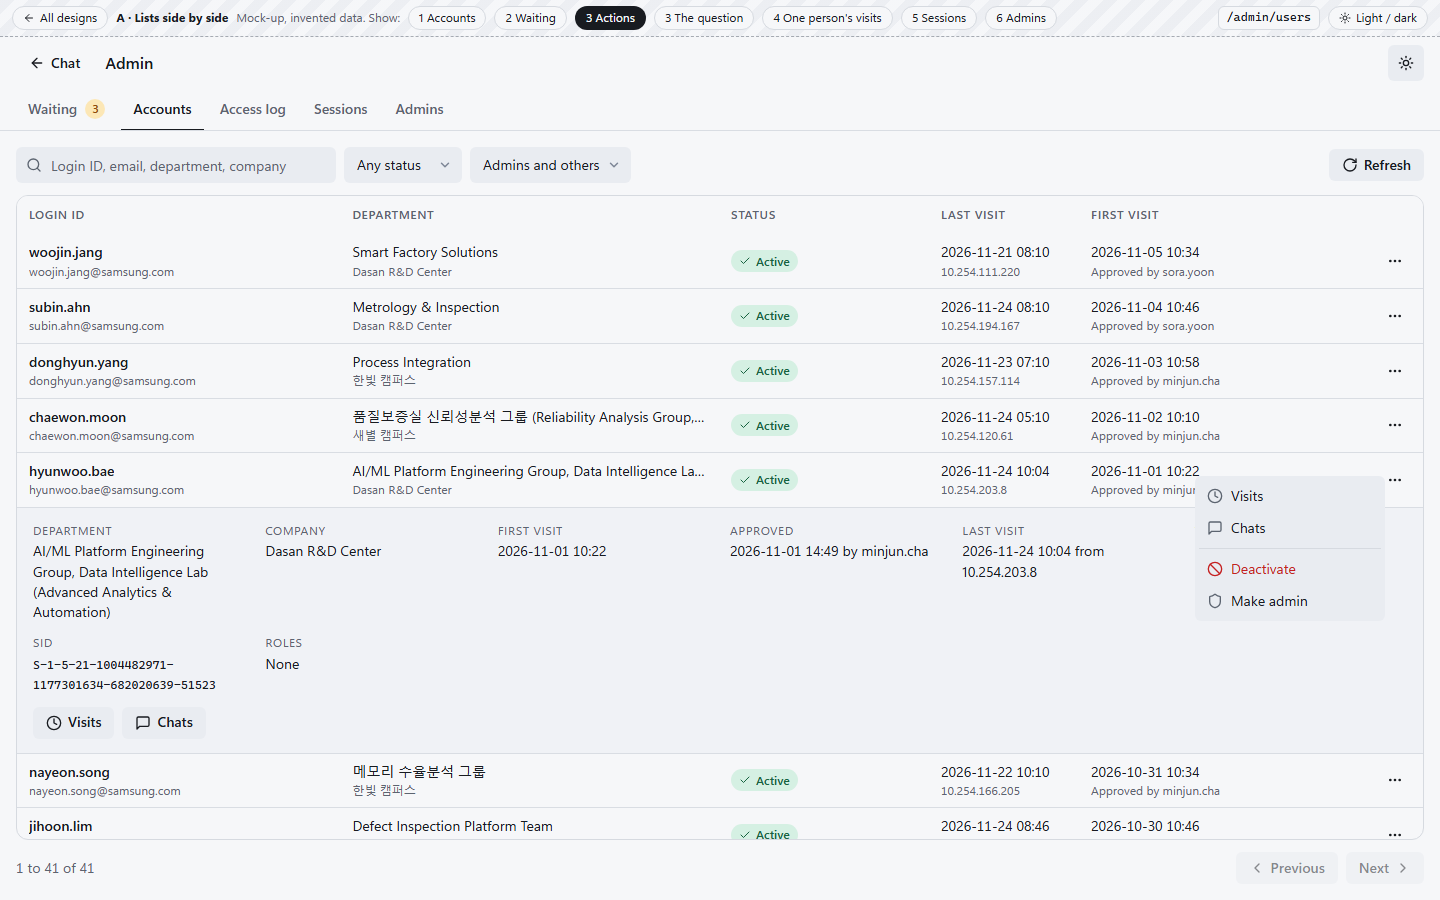 All designs
A · Lists side by side
Mock-up, invented data. Show:
1 Accounts
2 Waiting
3 Actions
3 The question
4 One person's visits
5 Sessions
6 Admins
/admin/users
Light / dark
Chat
Admin
Waiting 3
Accounts
Access log
Sessions
Admins
Login ID, email, department, company
Any status
Admins and others
Refresh
LOGIN ID
DEPARTMENT
STATUS
LAST VISIT
FIRST VISIT
woojin.jang
woojin.jang@samsung.com
Smart Factory Solutions
Dasan R&D Center
Active
2026-11-21 08:10
10.254.111.220
2026-11-05 10:34
Approved by sora.yoon
subin.ahn
subin.ahn@samsung.com
Metrology & Inspection
Dasan R&D Center
Active
2026-11-24 08:10
10.254.194.167
2026-11-04 10:46
Approved by sora.yoon
donghyun.yang
donghyun.yang@samsung.com
Process Integration
한빛 캠퍼스
Active
2026-11-23 07:10
10.254.157.114
2026-11-03 10:58
Approved by minjun.cha
chaewon.moon
chaewon.moon@samsung.com
품질보증실 신뢰성분석 그룹 (Reliability Analysis Group,...
새별 캠퍼스
Active
2026-11-24 05:10
10.254.120.61
2026-11-02 10:10
Approved by minjun.cha
hyunwoo.bae
hyunwoo.bae@samsung.com
AI/ML Platform Engineering Group, Data Intelligence La...
Dasan R&D Center
Active
2026-11-24 10:04
10.254.203.8
2026-11-01 10:22
Approved by minjun
Visits
Chats
Deactivate
Make admin
DEPARTMENT
AI/ML Platform Engineering
Group, Data Intelligence Lab
(Advanced Analytics &
Automation)
COMPANY
Dasan R&D Center
FIRST VISIT
2026-11-01 10:22
APPROVED
2026-11-01 14:49 by minjun.cha
LAST VISIT
2026-11-24 10:04 from
10.254.203.8
SID
S-1-5-21-1004482971-
1177301634-682020639-51523
ROLES
None
Visits
Chats
nayeon.song
nayeon.song@samsung.com
메모리 수율분석 그룹
한빛 캠퍼스
Active
2026-11-22 10:10
10.254.166.205
2026-10-31 10:34
Approved by minjun.cha
jihoon.lim
Defect Inspection Platform Team
Active
2026-11-24 08:46
2026-10-30 10:46
1 to 41 of 41
Previous
Next